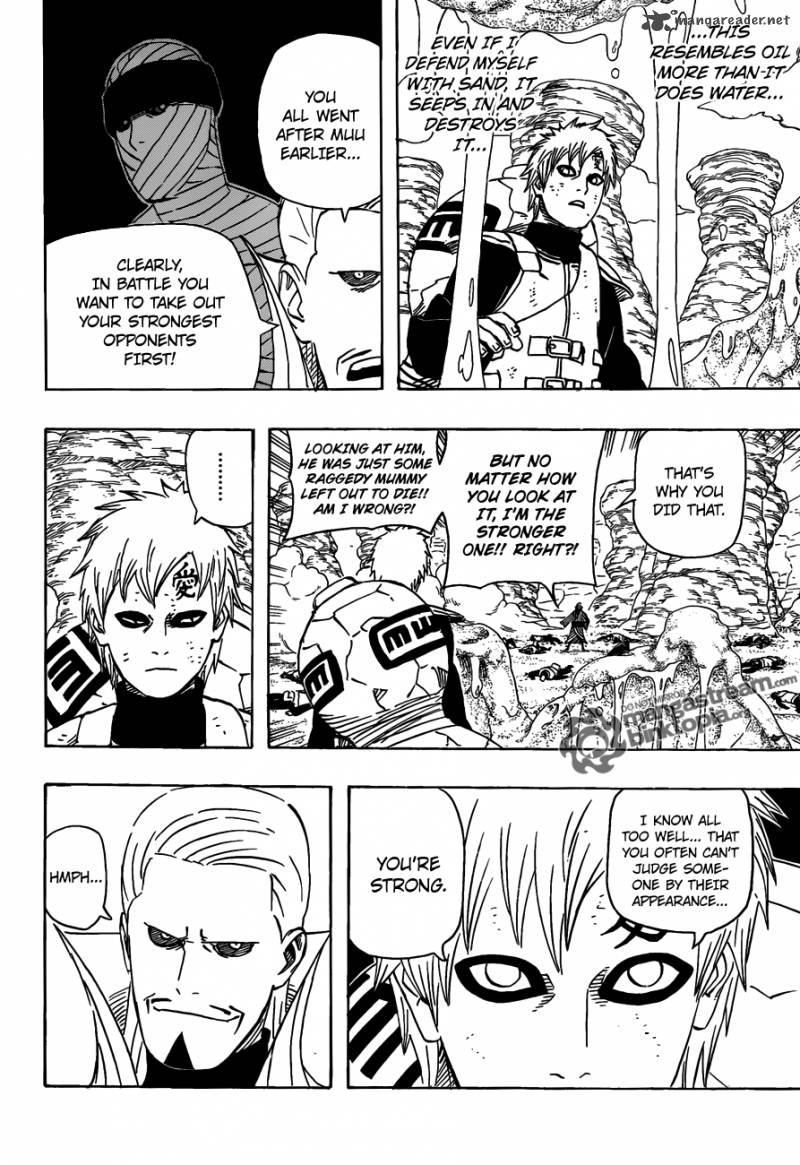 mangareader.net
...THIS
RESEMBLES OIL
MORE THAN IT
DOES WATER...
EVEN IF I
DEFEND MYSELF
WITH SAND, IT
SEEPS IN AND
DESTROYS
IT...
YOU
ALL WENT
AFTER MUU
EARLIER...
CLEARLY,
IN BATTLE YOU
WANT TO TAKE OUT
YOUR STRONGEST
OPPONENTS
FIRST!
THAT'S
WHY YOU
DID THAT.
BUT NO
MATTER HOW
YOU LOOK AT
IT, I'M THE
STRONGER
ONE!! RIGHT?!
LOOKING AT HIM,
HE WAS JUST SOME
RAGGEDY MUMMY
LEFT OUT TO DIE!!
AM I WRONG?!
.........
愛
mangastream.com
binktopia.org
I KNOW ALL
TOO WELL... THAT
YOU OFTEN CAN'T
JUDGE SOME-
ONE BY THEIR
APPEARANCE...
YOU'RE
STRONG.
HMPH...